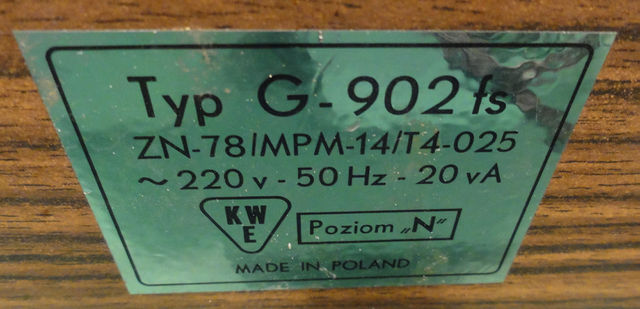 Typ G-902 fs
ZN-78/MPM-14/T4-025
~ 220 v - 50 Hz - 20 vA
KWE
Poziom „N"
MADE IN POLAND